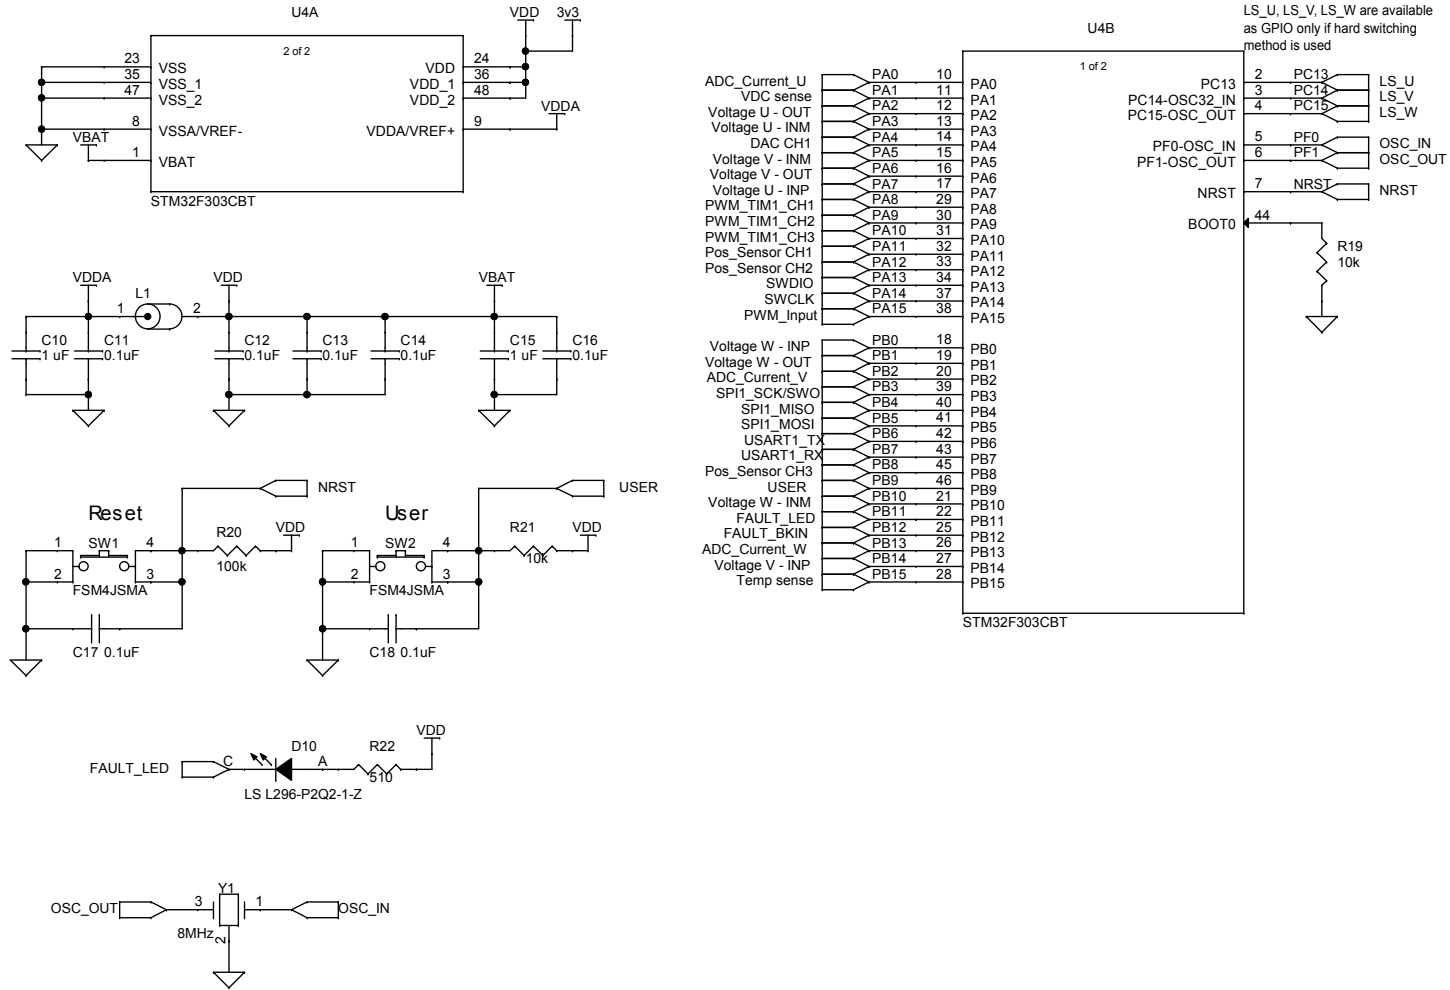 U4A
VDD 3v3
2 of 2
23 VSS
35 VSS_1
47 VSS_2
8 VSSA/VREF-
VBAT
1 VBAT
VDD 24
VDD_1 36
VDD_2 48
VDDA
VDDA/VREF+ 9
STM32F303CBT
VDDA
L1
1 2
VDD
VBAT
C10
1 uF
C11
0.1uF
C12
0.1uF
C13
0.1uF
C14
0.1uF
C15
1 uF
C16
0.1uF
Reset
NRST
VDD
R20
100k
1 SW1 4
2 3
FSM4JSMA
C17 0.1uF
User
USER
VDD
R21
10k
1 SW2 4
2 3
FSM4JSMA
C18 0.1uF
FAULT_LED
C D10 A
LS L296-P2Q2-1-Z
R22
510
VDD
Y1
OSC_OUT 3 1 OSC_IN
8MHz 2
LS_U, LS_V, LS_W are available
as GPIO only if hard switching
method is used
U4B
1 of 2
ADC_Current_U PA0 10 PA0
VDC sense PA1 11 PA1
Voltage U - OUT PA2 12 PA2
Voltage U - INM PA3 13 PA3
DAC CH1 PA4 14 PA4
Voltage V - INM PA5 15 PA5
Voltage V - OUT PA6 16 PA6
Voltage U - INP PA7 17 PA7
PWM_TIM1_CH1 PA8 29 PA8
PWM_TIM1_CH2 PA9 30 PA9
PWM_TIM1_CH3 PA10 31 PA10
Pos_Sensor CH1 PA11 32 PA11
Pos_Sensor CH2 PA12 33 PA12
SWDIO PA13 34 PA13
SWCLK PA14 37 PA14
PWM_Input PA15 38 PA15
Voltage W - INP PB0 18 PB0
Voltage W - OUT PB1 19 PB1
ADC_Current_V PB2 20 PB2
SPI1_SCK/SWO PB3 39 PB3
SPI1_MISO PB4 40 PB4
SPI1_MOSI PB5 41 PB5
USART1_TX PB6 42 PB6
USART1_RX PB7 43 PB7
Pos_Sensor CH3 PB8 45 PB8
USER PB9 46 PB9
Voltage W - INM PB10 21 PB10
FAULT_LED PB11 22 PB11
FAULT_BKIN PB12 25 PB12
ADC_Current_W PB13 26 PB13
Voltage V - INP PB14 27 PB14
Temp sense PB15 28 PB15
PC13 2 PC13 LS_U
PC14-OSC32_IN 3 PC14 LS_V
PC15-OSC_OUT 4 PC15 LS_W
PF0-OSC_IN 5 PF0 OSC_IN
PF1-OSC_OUT 6 PF1 OSC_OUT
NRST 7 NRST NRST
BOOT0 44
R19
10k
STM32F303CBT